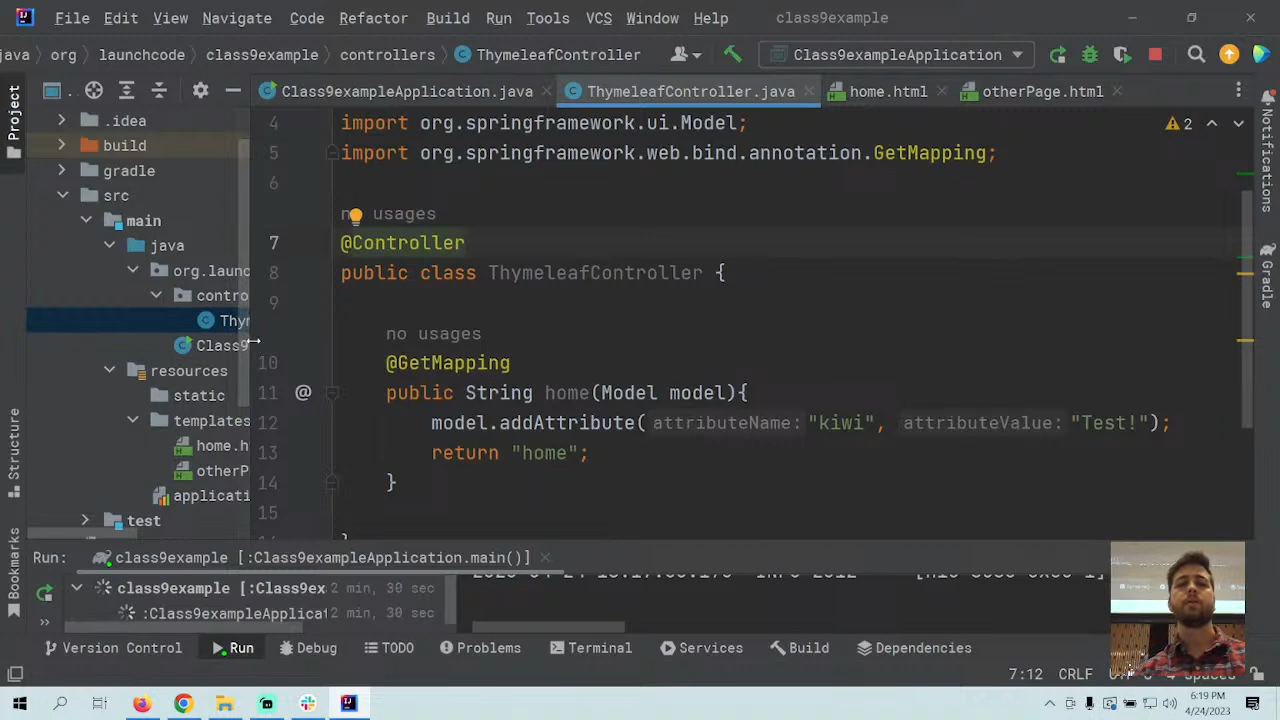 File Edit View Navigate Code Refactor Build Run Tools VCS Window Help class9example
java org launchcode class9example controllers ThymeleafController Class9exampleApplication
Project
Class9exampleApplication.java ThymeleafController.java home.html otherPage.html
.idea
build
gradle
src
main
java
org.launc
contro
Thym
Class9
resources
static
templates
home.h
otherP
applicati
test
4 import org.springframework.ui.Model;
5 import org.springframework.web.bind.annotation.GetMapping;
6
usages
7 @Controller
8 public class ThymeleafController {
9
no usages
10 @GetMapping
11 public String home(Model model){
12 model.addAttribute( attributeName: "kiwi", attributeValue: "Test!");
13 return "home";
14 }
15
2
Notifications
Gradle
Structure
Bookmarks
Run: class9example [:Class9exampleApplication.main()]
class9example [:Class9ex 2 min, 30 sec
:Class9exampleApplicat 2 min, 30 sec
Version Control Run Debug TODO Problems Terminal Services Build Dependencies
7:12 CRLF
6:19 PM
4/24/2023